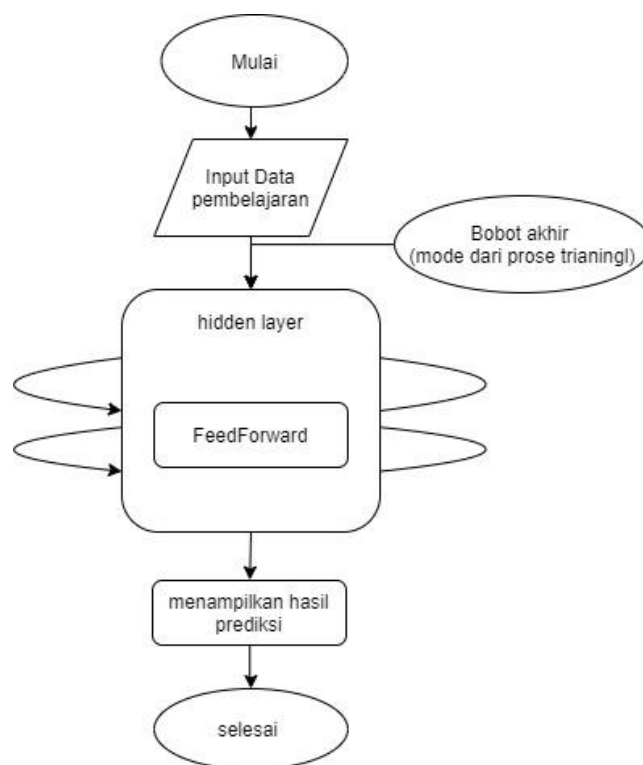 Mulai
Input Data
pembelajaran
Bobot akhir
(mode dari prose trianingl)
hidden layer
FeedForward
menampilkan hasil
prediksi
selesai